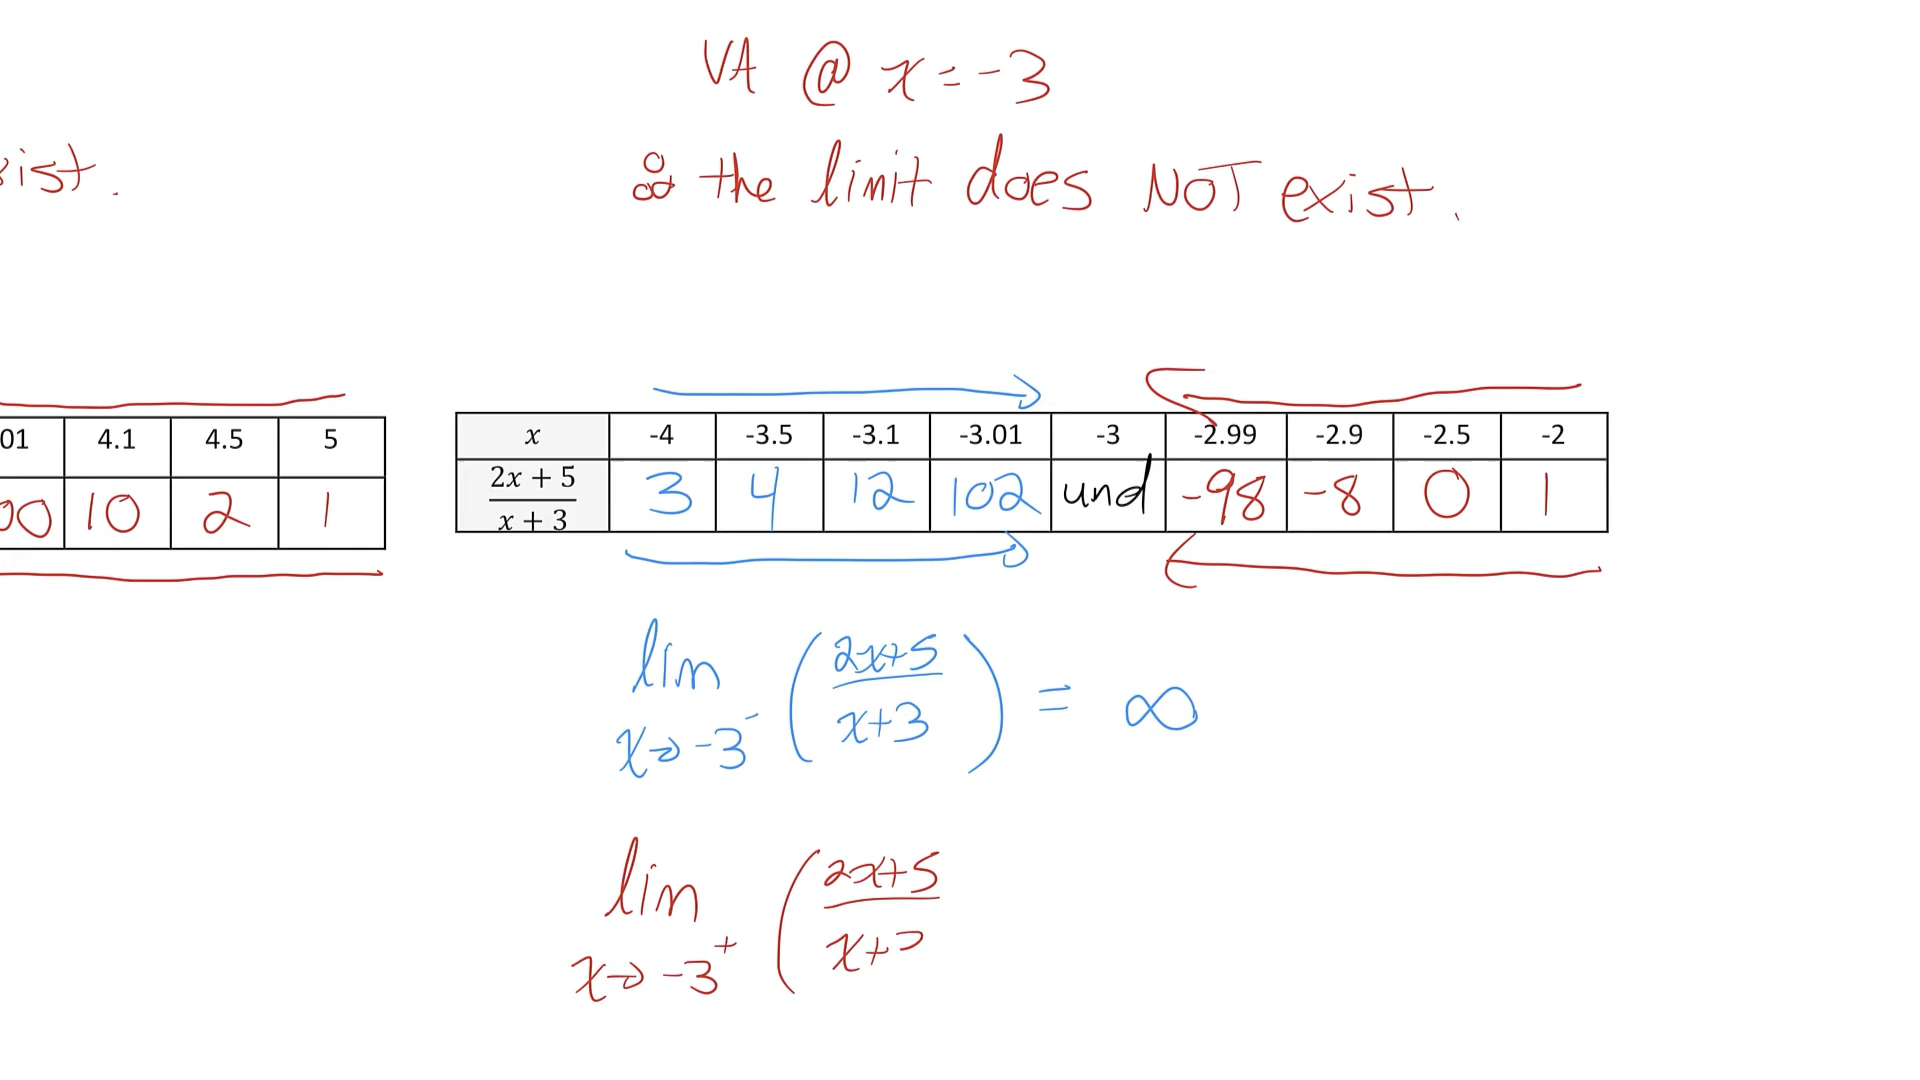 VA @ x = -3
xist.
∴ the limit does NOT exist.
01 4.1 4.5 5
00 10 2 1
x -4 -3.5 -3.1 -3.01 -3 -2.99 -2.9 -2.5 -2
(2x + 5)/(x + 3) 3 4 12 102 und -98 -8 0 1
lim x→-3⁻ ((2x+5)/(x+3)) = ∞
lim x→-3⁺ ((2x+5)/(x+